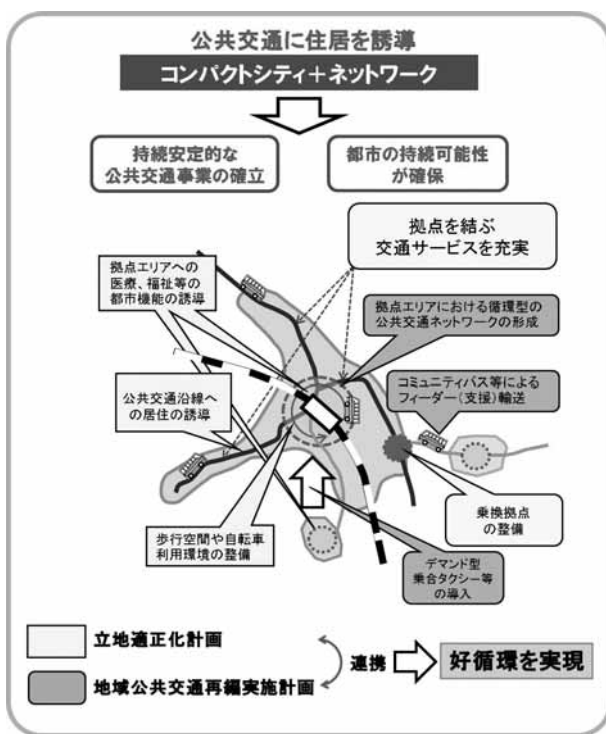 公共交通に住居を誘導
コンパクトシティ+ネットワーク
持続安定的な
公共交通事業の確立
都市の持続可能性
が確保
拠点を結ぶ
交通サービスを充実
拠点エリアへの
医療、福祉等の
都市機能の誘導
拠点エリアにおける循環型の
公共交通ネットワークの形成
コミュニティバス等による
フィーダー(支援)輸送
公共交通沿線へ
の居住の誘導
乗換拠点
の整備
歩行空間や自転車
利用環境の整備
デマンド型
乗合タクシー等
の導入
立地適正化計画
地域公共交通再編実施計画
連携
好循環を実現